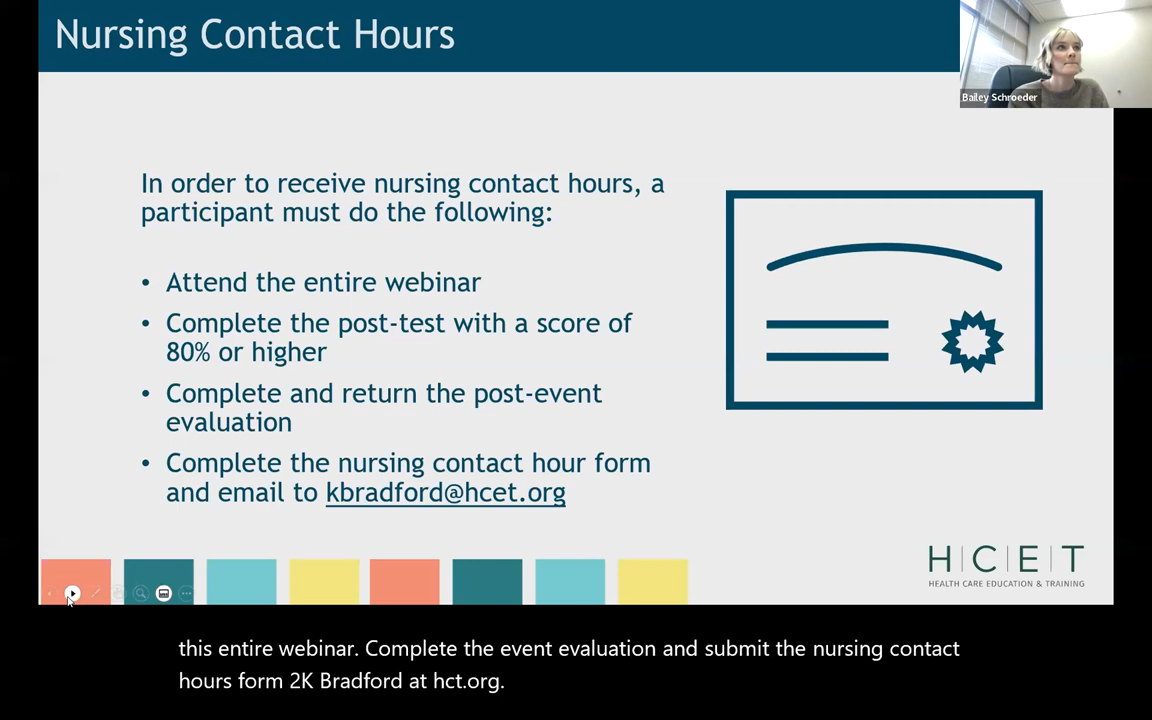 Nursing Contact Hours
Bailey Schroeder
In order to receive nursing contact hours, a
participant must do the following:
• Attend the entire webinar
• Complete the post-test with a score of
80% or higher
• Complete and return the post-event
evaluation
• Complete the nursing contact hour form
and email to kbradford@hcet.org
H|C|E|T
HEALTH CARE EDUCATION & TRAINING
this entire webinar. Complete the event evaluation and submit the nursing contact
hours form 2K Bradford at hct.org.